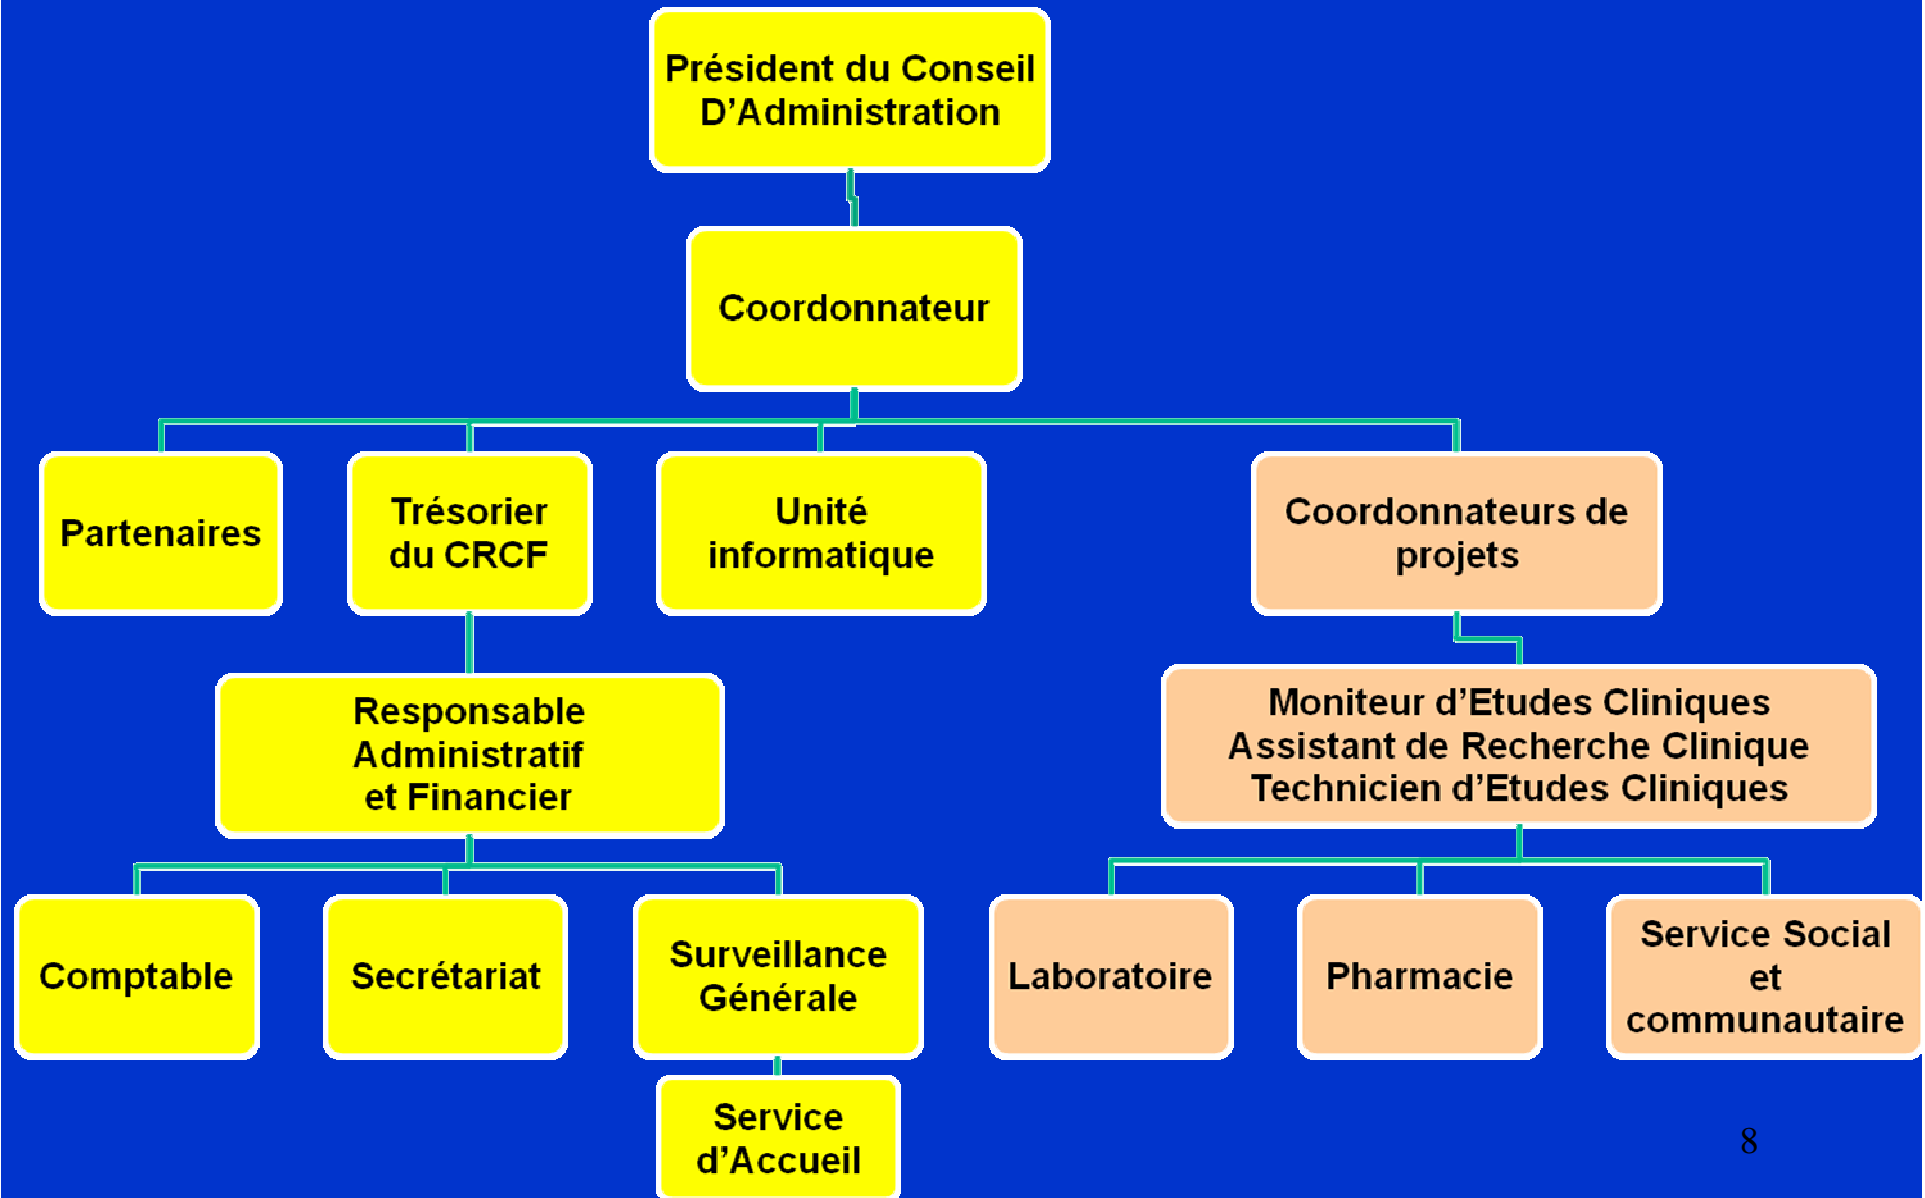 Président du Conseil
D’Administration
Coordonnateur
Partenaires
Trésorier
du CRCF
Unité
informatique
Coordonnateurs de
projets
Responsable
Administratif
et Financier
Moniteur d’Etudes Cliniques
Assistant de Recherche Clinique
Technicien d’Etudes Cliniques
Comptable
Secrétariat
Surveillance
Générale
Laboratoire
Pharmacie
Service Social
et
communautaire
Service
d’Accueil
8